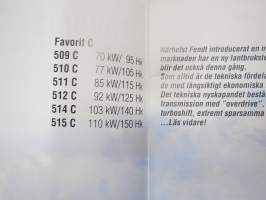 Favorit C
509 C 70 kW/ 95 Hk
510 C 77 kW/105 Hk
511 C 85 kW/115 Hk
512 C 92 kW/125 Hk
514 C 103 kW/140 Hk
515 C 110 kW/150 Hk
Fendt introducerat en n
marknaden har en ny lantbrukste
blir det också denna gång.
Som alltid är de tekniska fördela
de med långsiktigt ekonomiska
Det tekniska nyskapandet bestå
transmission med "overdrive",
turboshift, extremt sparsamma
...Läs vidare!